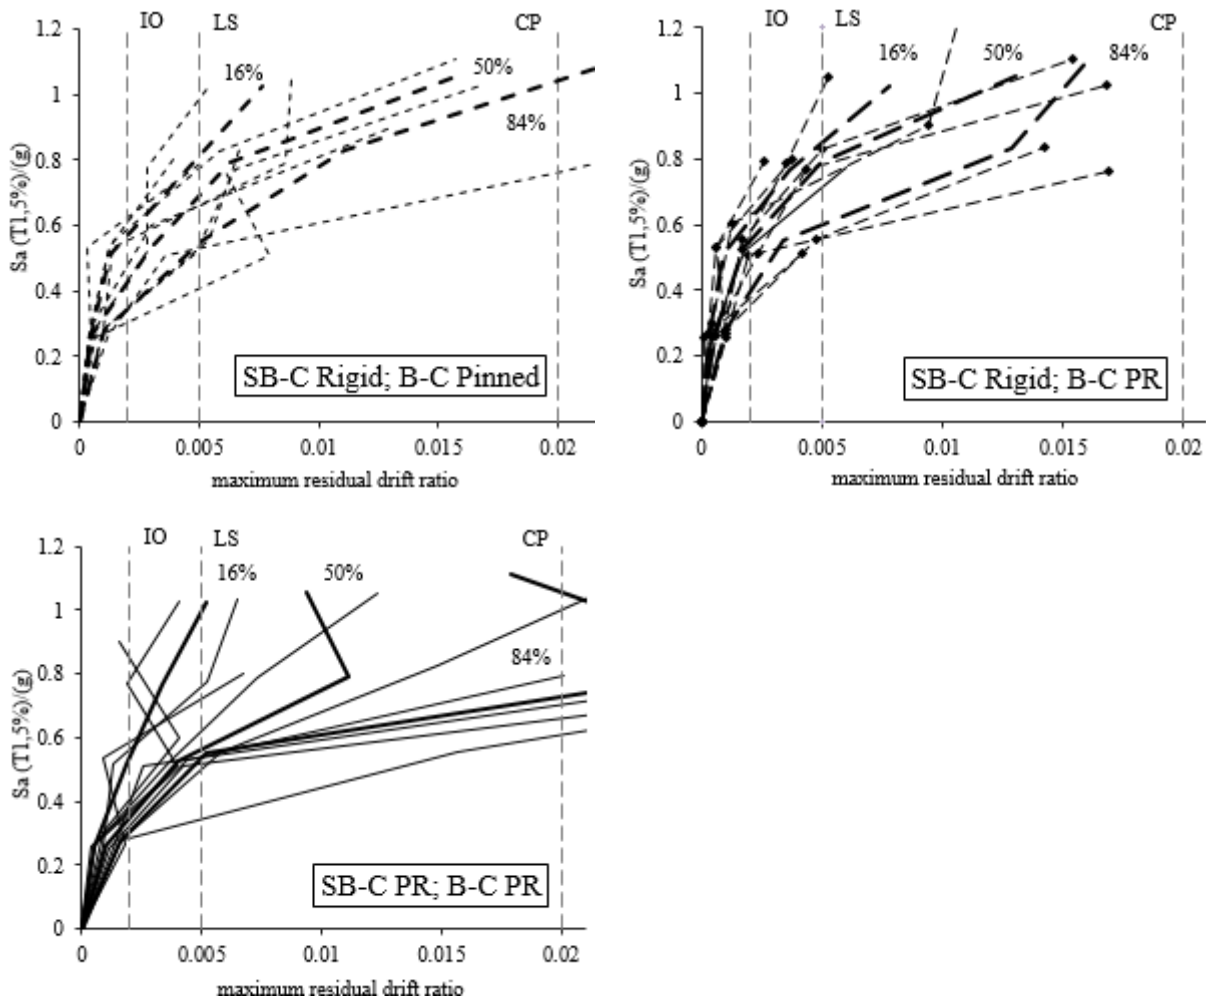 IO LS CP
1.2
16% 50%
1
84%
0.8
0.6
0.4
0.2
0
Sa (T1,5%)/(g)
SB-C Rigid; B-C Pinned
0 0.005 0.01 0.015 0.02
maximum residual drift ratio
IO LS CP
1.2
16% 50% 84%
1
0.8
0.6
0.4
0.2
0
Sa (T1,5%)/(g)
SB-C Rigid; B-C PR
0 0.005 0.01 0.015 0.02
maximum residual drift ratio
IO LS CP
1.2
16% 50%
1
84%
0.8
0.6
0.4
0.2
0
Sa (T1,5%)/(g)
SB-C PR; B-C PR
0 0.005 0.01 0.015 0.02
maximum residual drift ratio